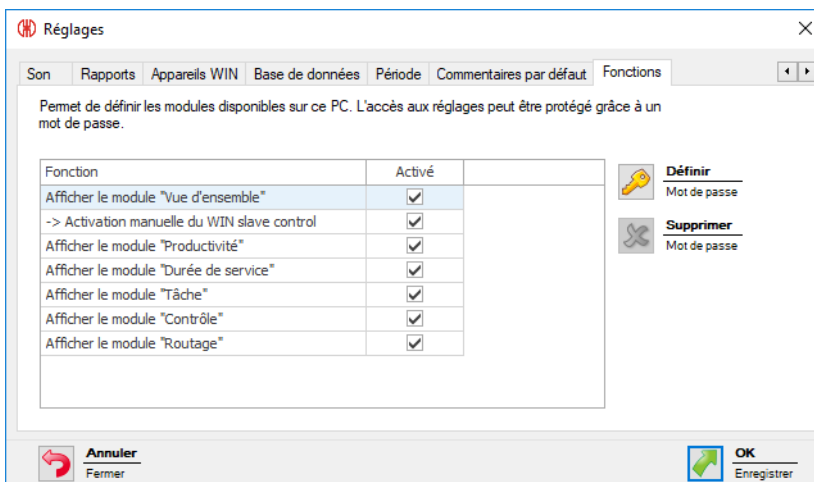 Réglages
Son Rapports Appareils WIN Base de données Période Commentaires par défaut Fonctions
Permet de définir les modules disponibles sur ce PC. L'accès aux réglages peut être protégé grâce à un
mot de passe.
Fonction Activé
Afficher le module "Vue d'ensemble"
-> Activation manuelle du WIN slave control
Afficher le module "Productivité"
Afficher le module "Durée de service"
Afficher le module "Tâche"
Afficher le module "Contrôle"
Afficher le module "Routage"
Définir
Mot de passe
Supprimer
Mot de passe
Annuler
Fermer
OK
Enregistrer